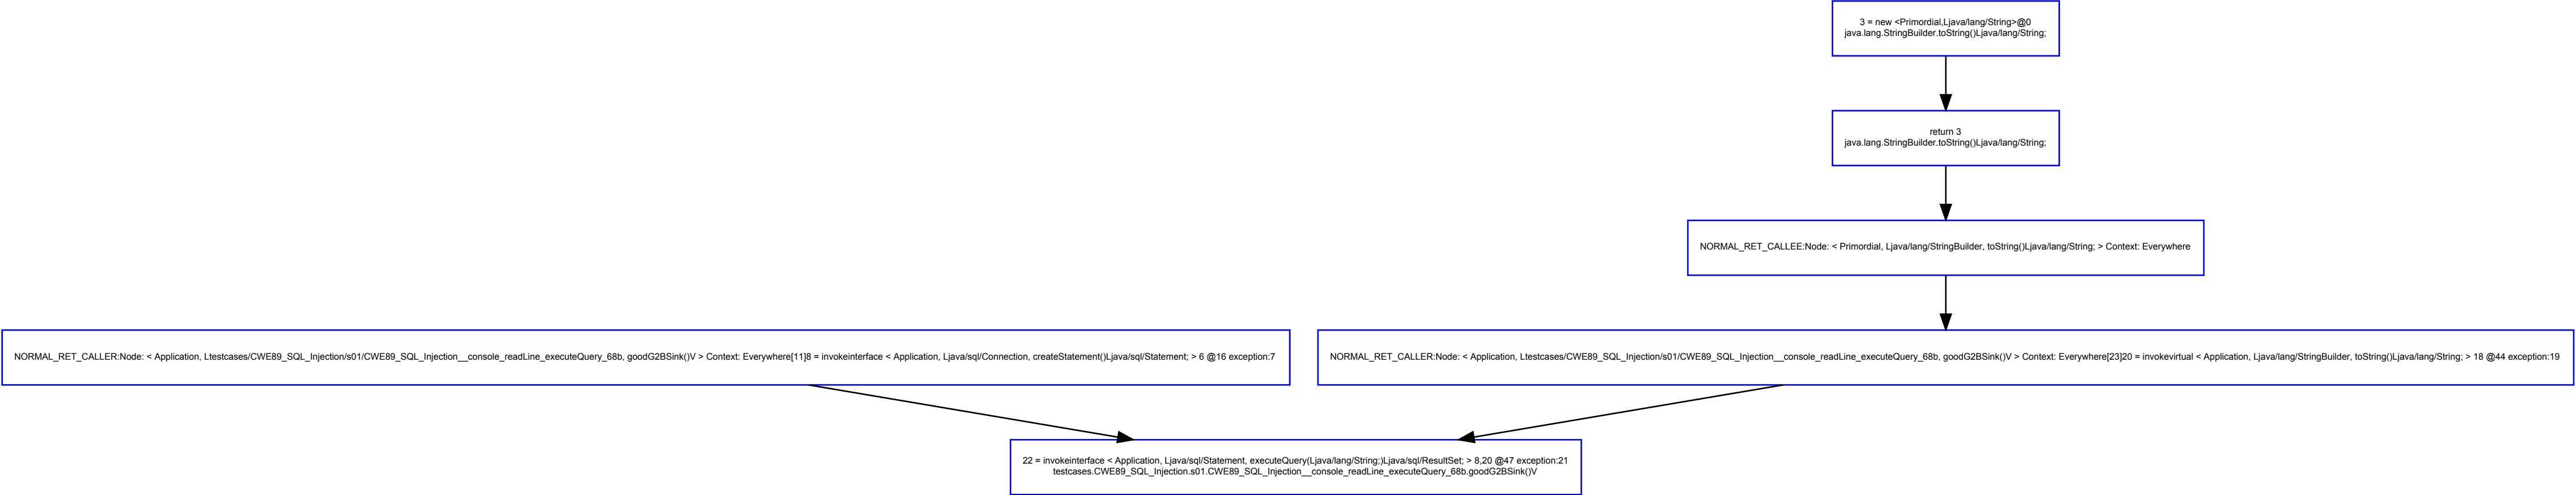 3 = new <Primordial,Ljava/lang/String>@0
java.lang.StringBuilder.toString()Ljava/lang/String;
return 3
java.lang.StringBuilder.toString()Ljava/lang/String;
NORMAL_RET_CALLEE:Node: < Primordial, Ljava/lang/StringBuilder, toString()Ljava/lang/String; > Context: Everywhere
NORMAL_RET_CALLER:Node: < Application, Ltestcases/CWE89_SQL_Injection/s01/CWE89_SQL_Injection__console_readLine_executeQuery_68b, goodG2BSink()V > Context: Everywhere[11]8 = invokeinterface < Application, Ljava/sql/Connection, createStatement()Ljava/sql/Statement; > 6 @16 exception:7
NORMAL_RET_CALLER:Node: < Application, Ltestcases/CWE89_SQL_Injection/s01/CWE89_SQL_Injection__console_readLine_executeQuery_68b, goodG2BSink()V > Context: Everywhere[23]20 = invokevirtual < Application, Ljava/lang/StringBuilder, toString()Ljava/lang/String; > 18 @44 exception:19
22 = invokeinterface < Application, Ljava/sql/Statement, executeQuery(Ljava/lang/String;)Ljava/sql/ResultSet; > 8,20 @47 exception:21
testcases.CWE89_SQL_Injection.s01.CWE89_SQL_Injection__console_readLine_executeQuery_68b.goodG2BSink()V